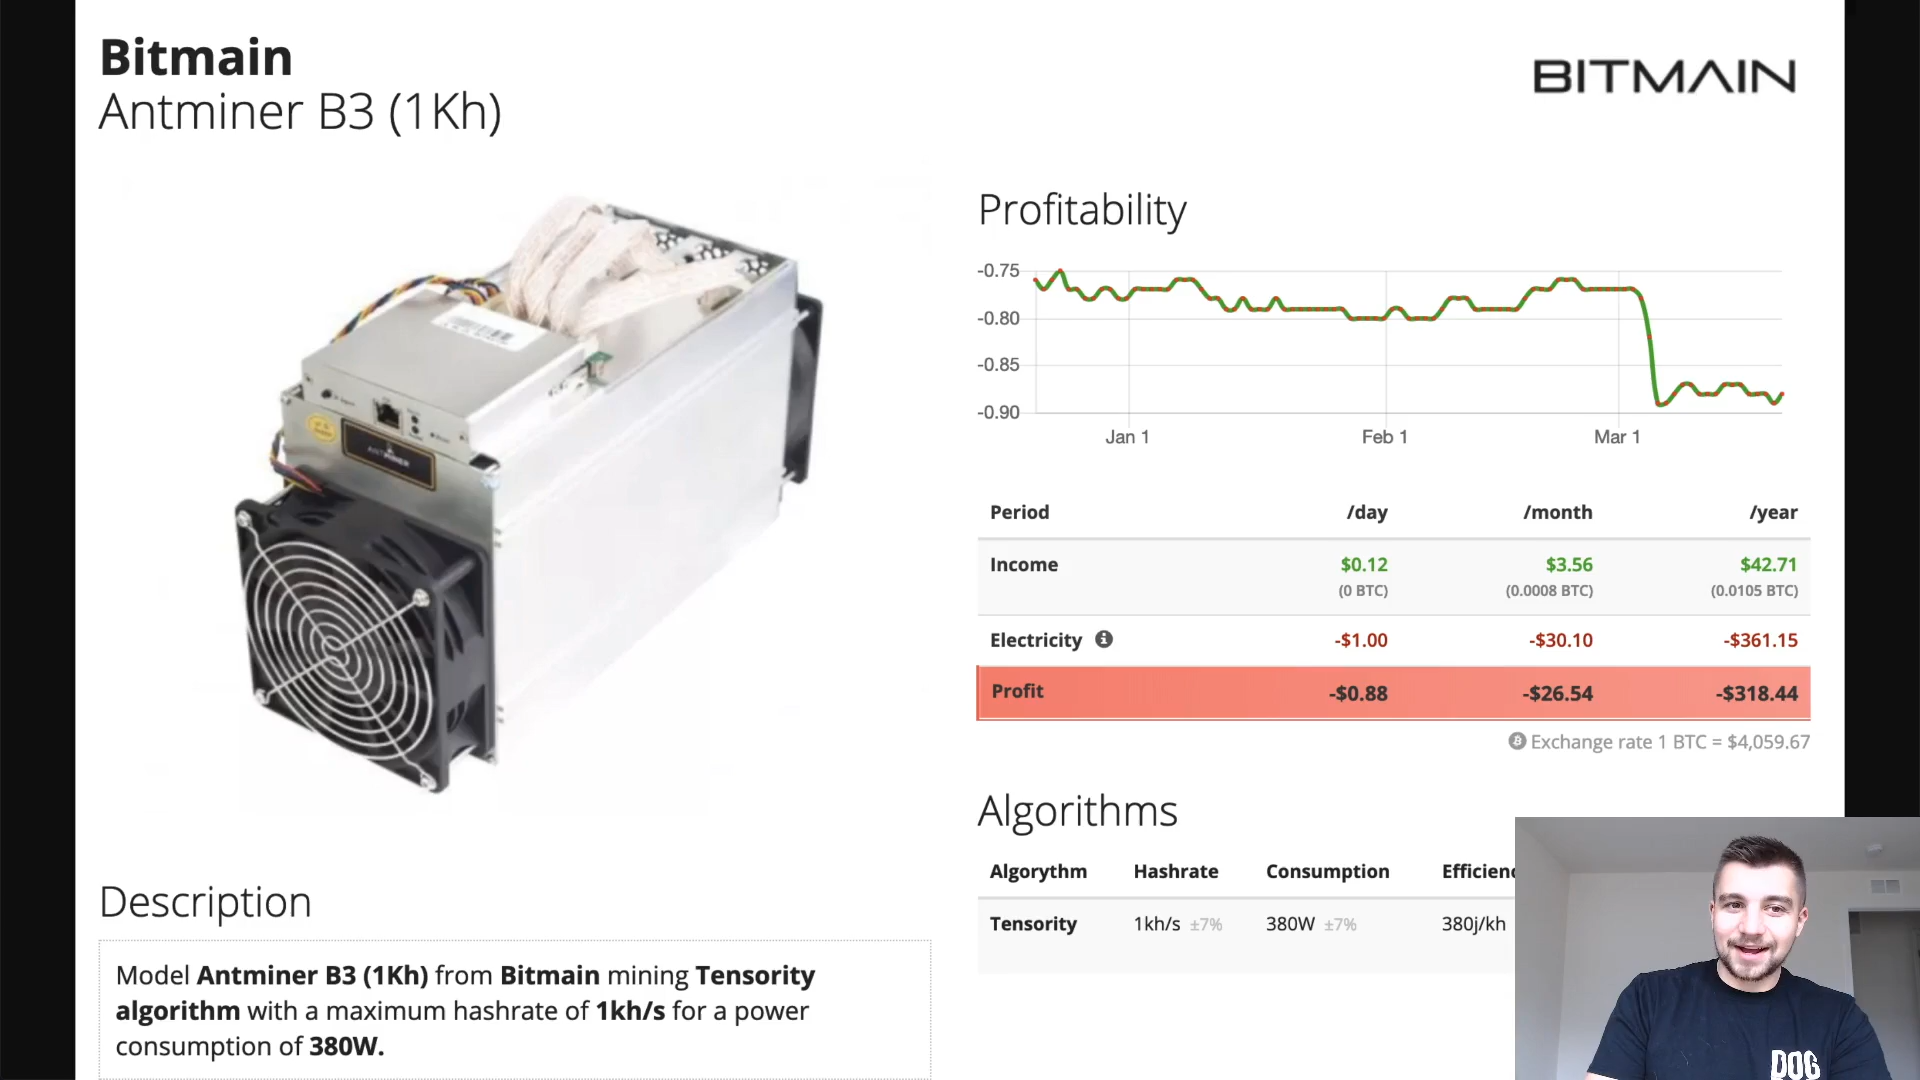 Bitmain
Antminer B3 (1Kh)
BITMAIN
ANTMINER
Profitability
-0.75
-0.80
-0.85
-0.90
Jan 1 Feb 1 Mar 1
Period /day /month /year
Income $0.12 $3.56 $42.71
(0 BTC) (0.0008 BTC) (0.0105 BTC)
Electricity -$1.00 -$30.10 -$361.15
Profit -$0.88 -$26.54 -$318.44
Exchange rate 1 BTC = $4,059.67
Algorithms
Algorythm Hashrate Consumption Efficienc
Tensority 1kh/s ±7% 380W ±7% 380j/kh
Description
Model Antminer B3 (1Kh) from Bitmain mining Tensority
algorithm with a maximum hashrate of 1kh/s for a power
consumption of 380W.
DOG